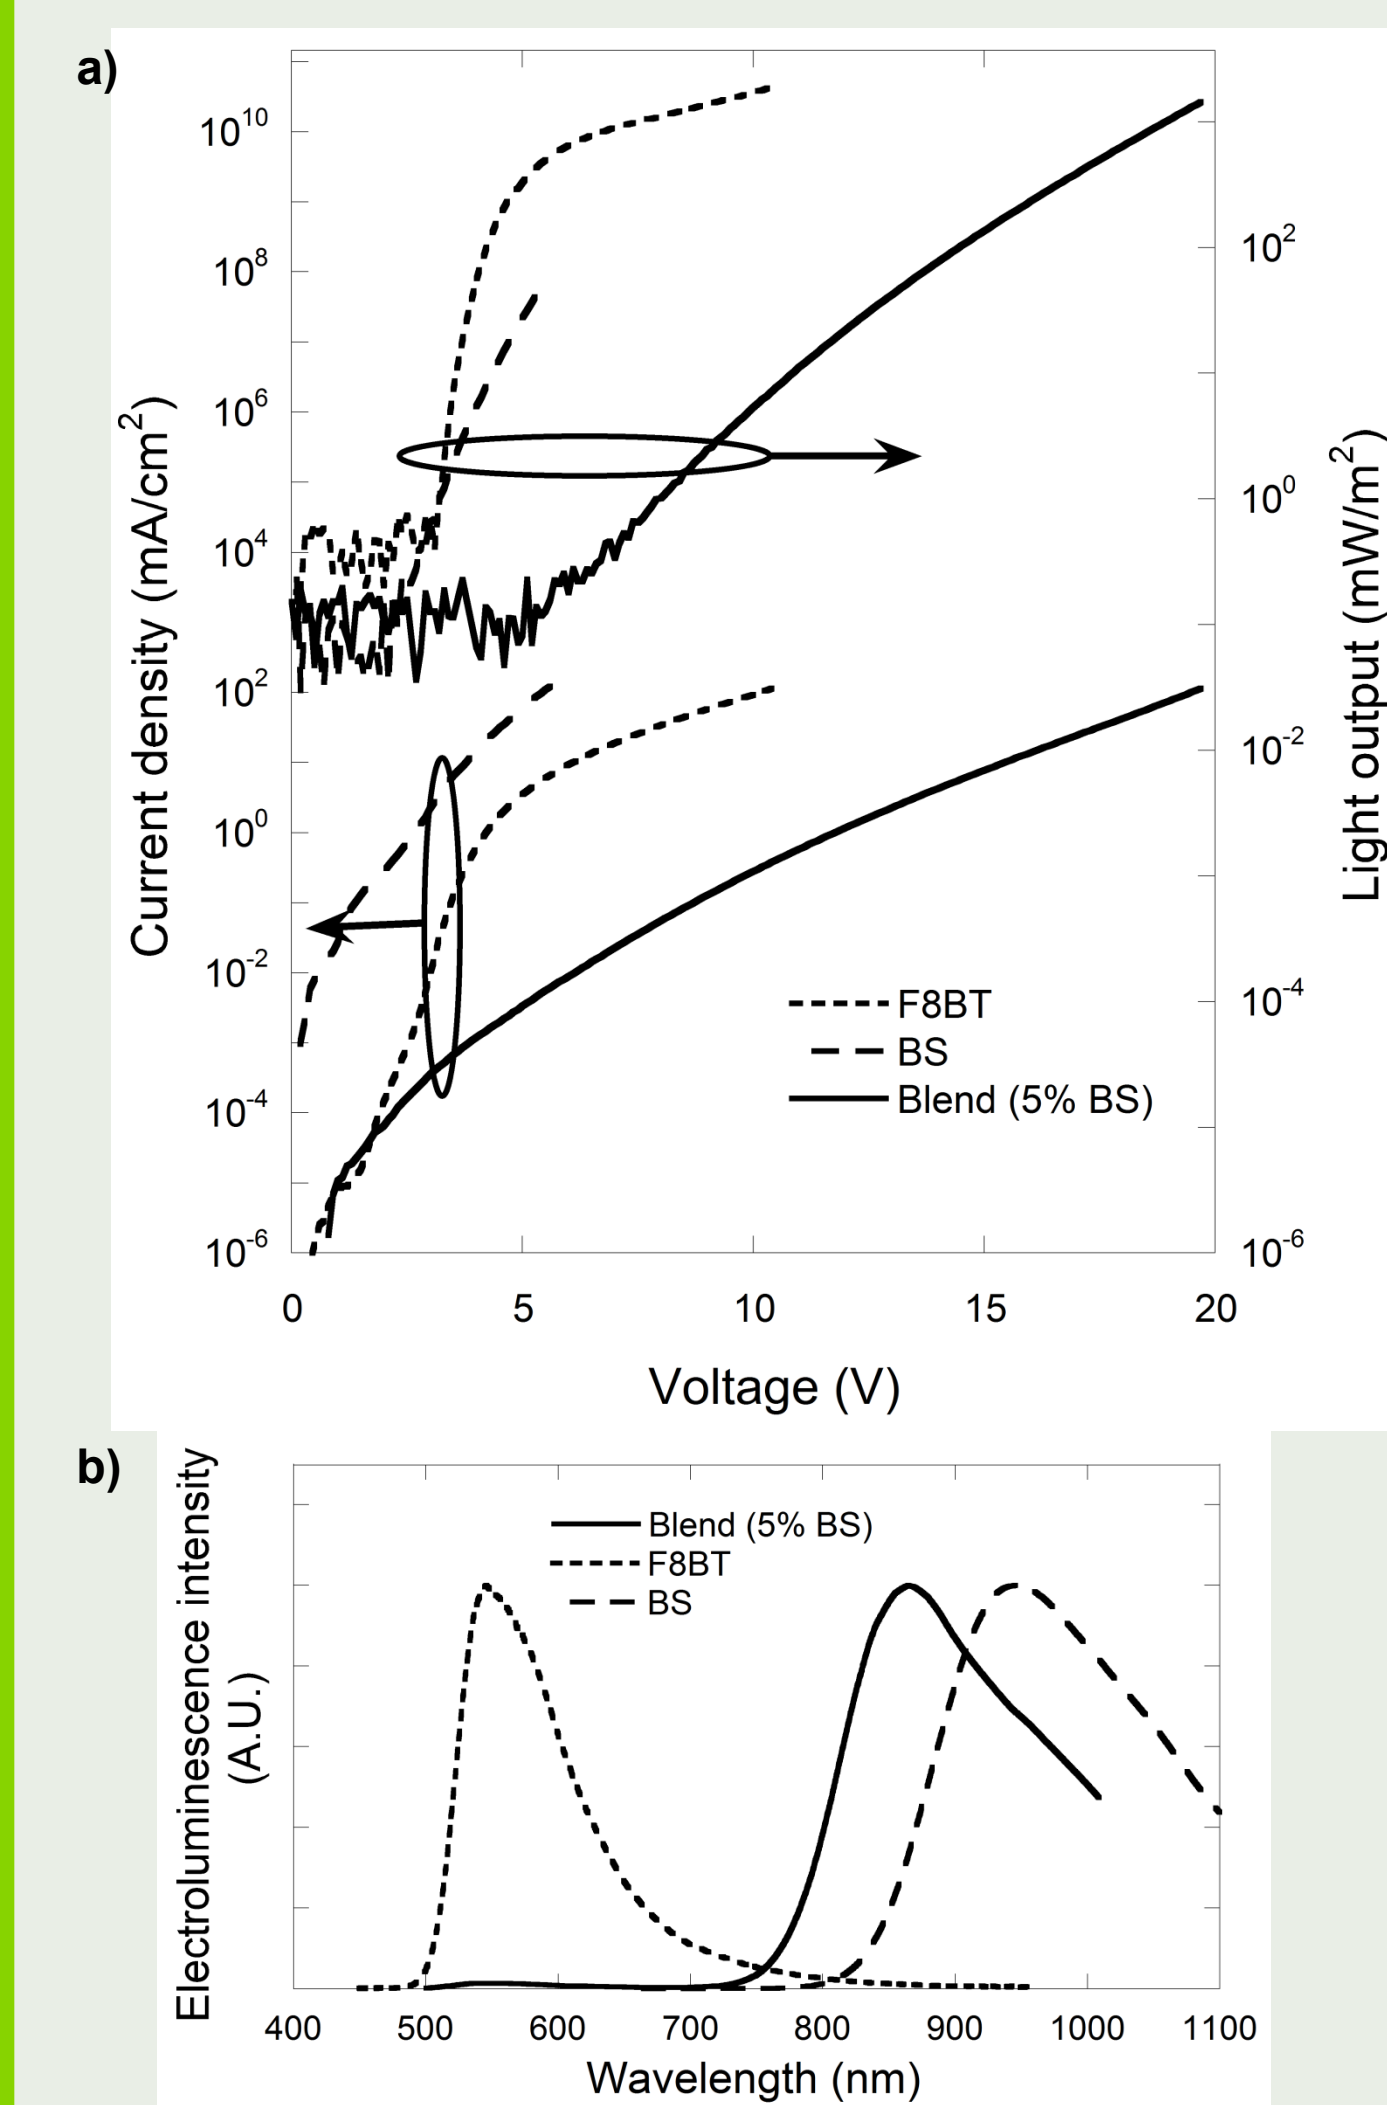 a)
10^10
10^8
10^6
10^4
10^2
10^0
10^-2
10^-4
10^-6
Current density (mA/cm^2)
10^2
10^0
10^-2
10^-4
10^-6
Light output (mW/m^2)
F8BT
BS
Blend (5% BS)
0 5 10 15 20
Voltage (V)
b)
Electroluminescence intensity
(A.U.)
Blend (5% BS)
F8BT
BS
400 500 600 700 800 900 1000 1100
Wavelength (nm)